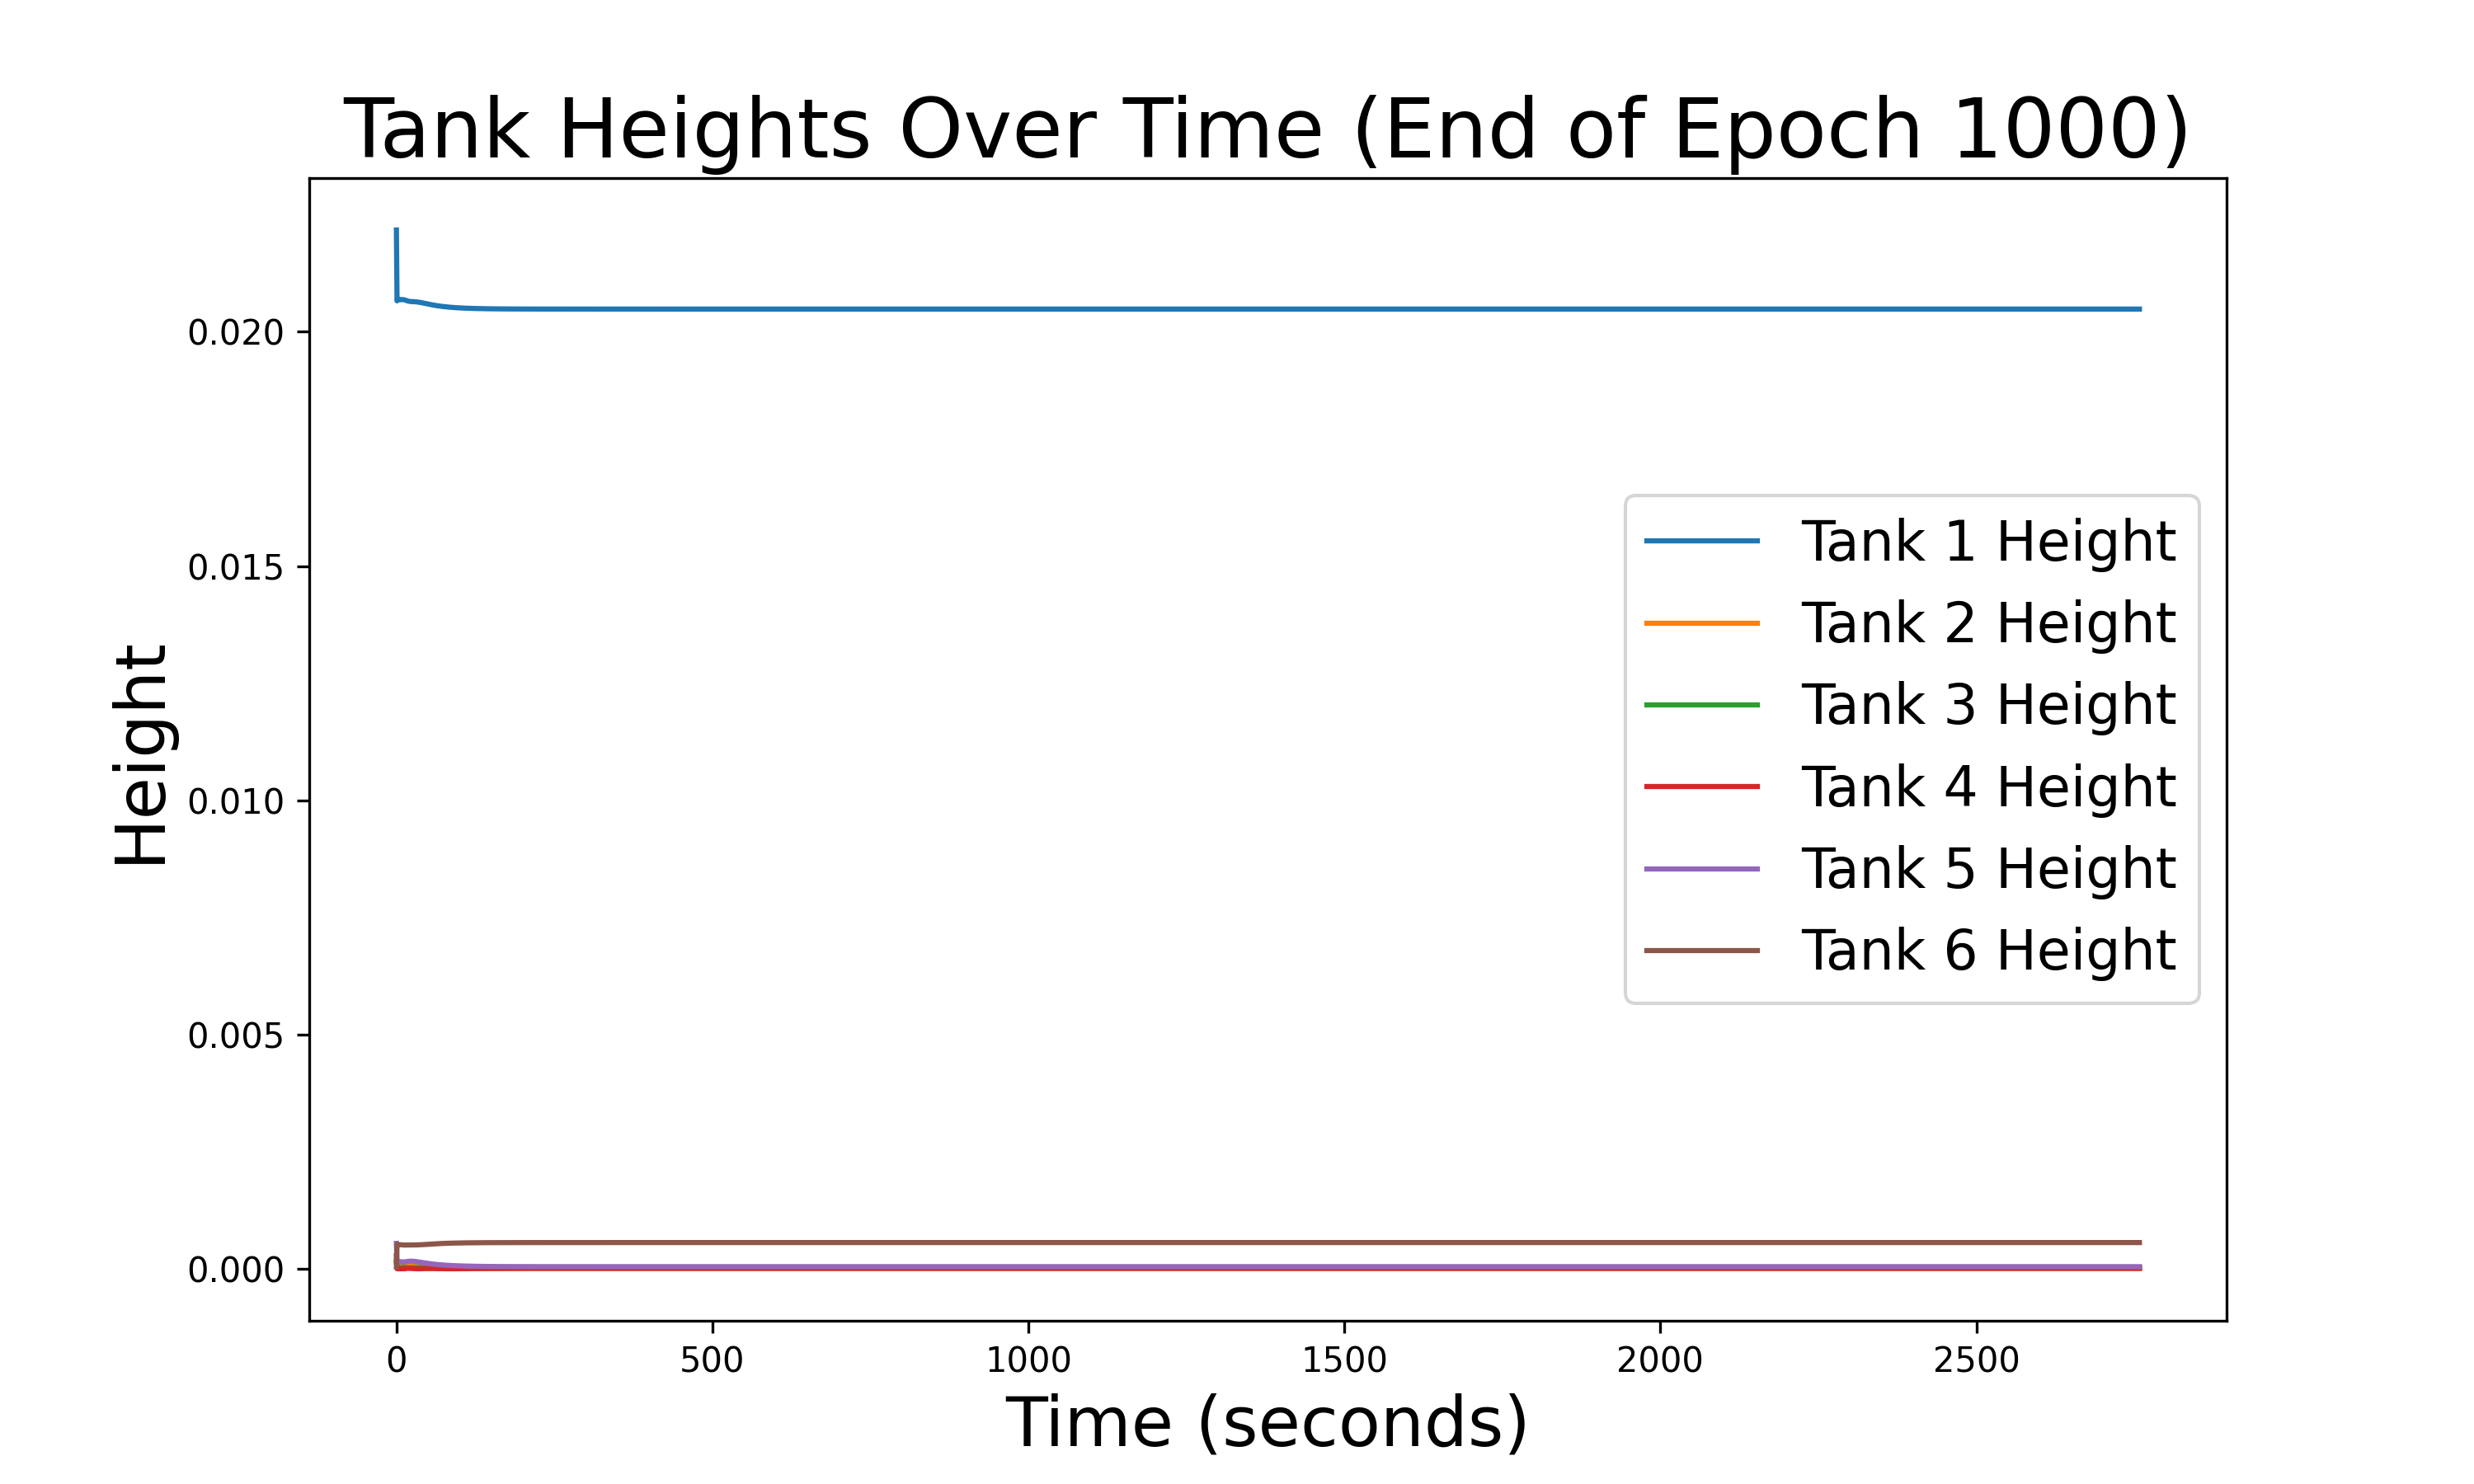 Tank Heights Over Time (End of Epoch 1000)
Height
0.020
0.015
0.010
0.005
0.000
Tank 1 Height
Tank 2 Height
Tank 3 Height
Tank 4 Height
Tank 5 Height
Tank 6 Height
0 500 1000 1500 2000 2500
Time (seconds)